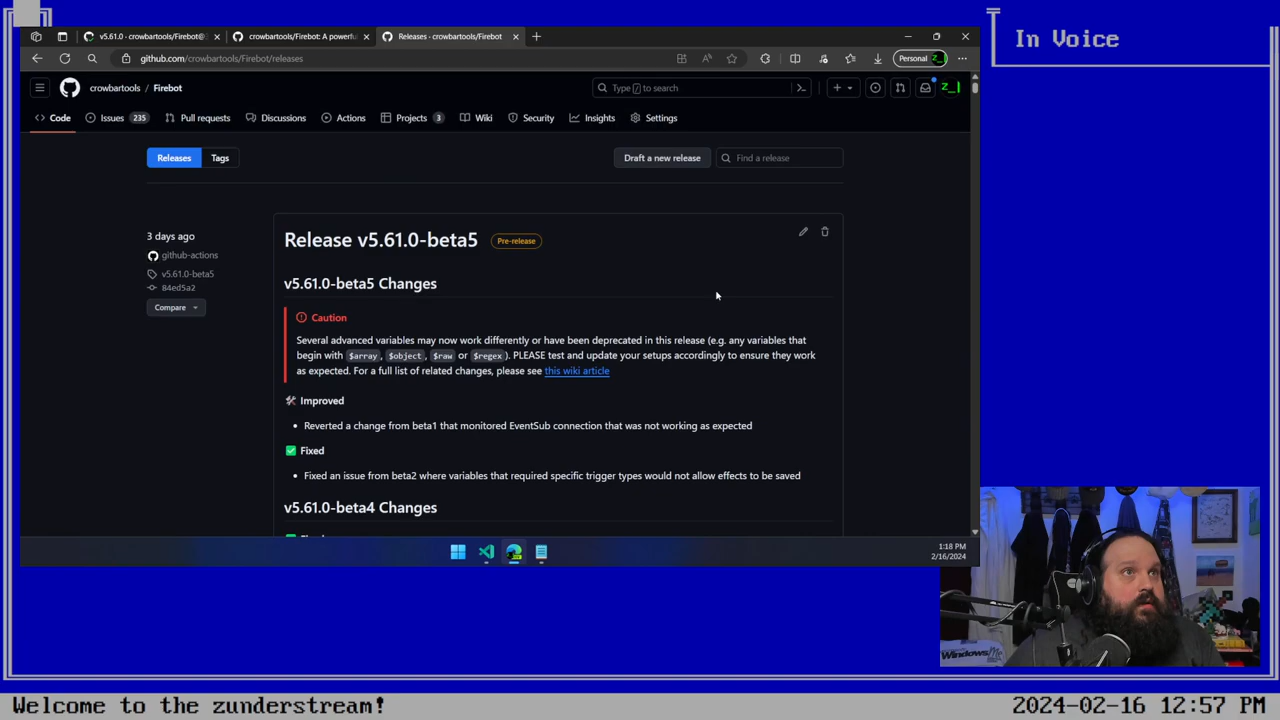 In Voice
v5.61.0 - crowbartools/Firebot@
crowbartools/Firebot: A powerfu
Releases - crowbartools/Firebot
github.com/crowbartools/Firebot/releases
Personal
crowbartools / Firebot
Type / to search
Code
Issues 235
Pull requests
Discussions
Actions
Projects 3
Wiki
Security
Insights
Settings
Releases
Tags
Draft a new release
Find a release
3 days ago
github-actions
v5.61.0-beta5
84ed5a2
Compare
Release v5.61.0-beta5 Pre-release
v5.61.0-beta5 Changes
Caution
Several advanced variables may now work differently or have been deprecated in this release (e.g. any variables that
begin with $array, $object, $raw or $regex). PLEASE test and update your setups accordingly to ensure they work
as expected. For a full list of related changes, please see this wiki article
Improved
• Reverted a change from beta1 that monitored EventSub connection that was not working as expected
Fixed
• Fixed an issue from beta2 where variables that required specific trigger types would not allow effects to be saved
v5.61.0-beta4 Changes
1:18 PM
2/16/2024
WindowsMe
Welcome to the zunderstream!
2024-02-16 12:57 PM